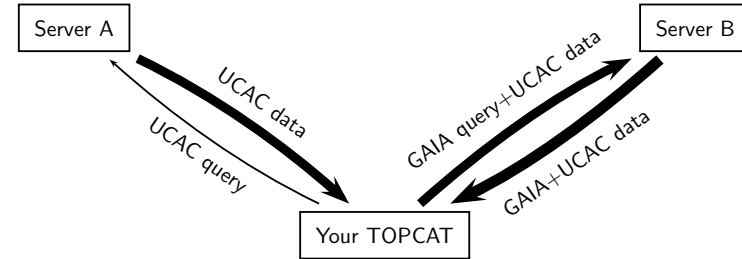 Server A
Server B
UCAC data
UCAC query
GAIA query+UCAC data
GAIA+UCAC data
Your TOPCAT